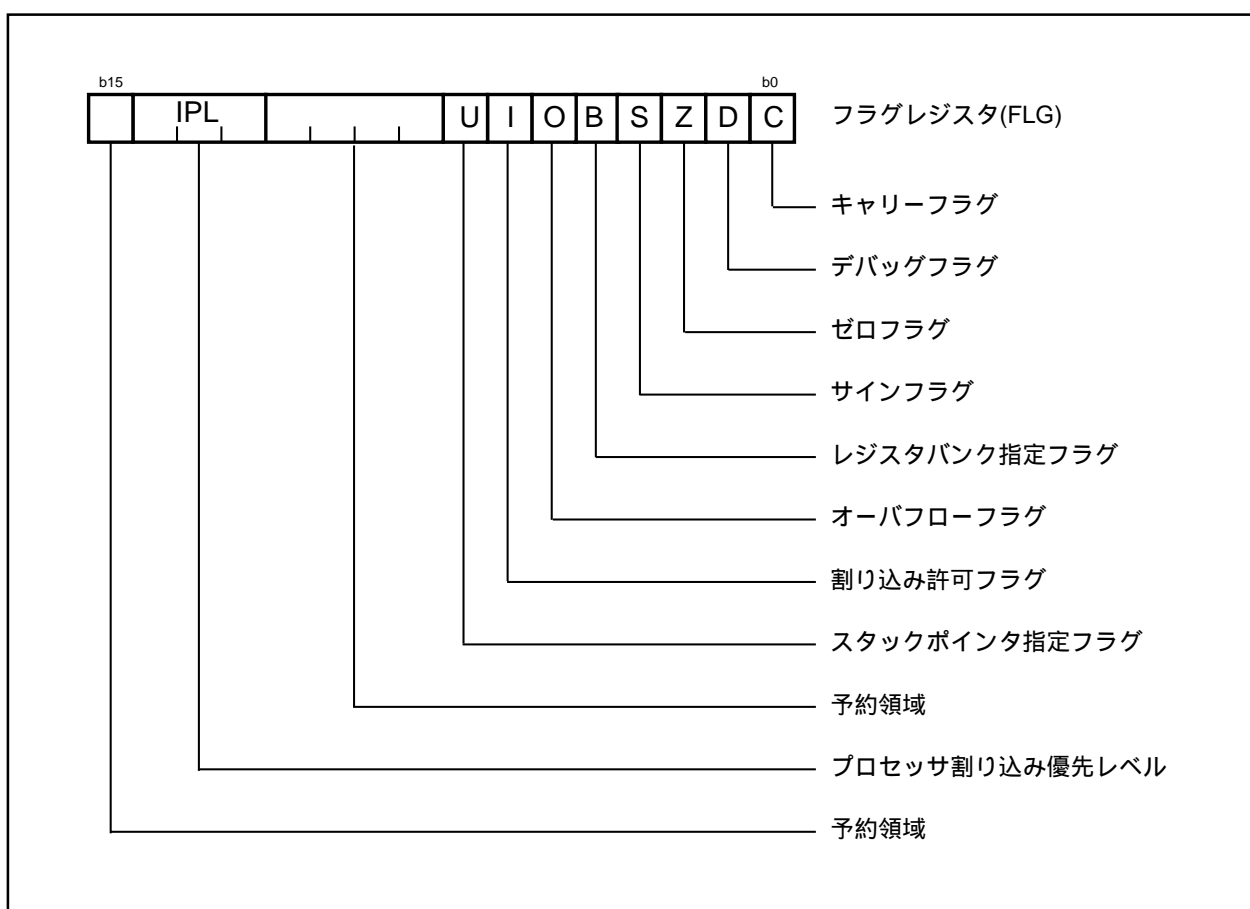 b15 b0
IPL U I O B S Z D C フラグレジスタ(FLG)
キャリーフラグ
デバッグフラグ
ゼロフラグ
サインフラグ
レジスタバンク指定フラグ
オーバフローフラグ
割り込み許可フラグ
スタックポインタ指定フラグ
予約領域
プロセッサ割り込み優先レベル
予約領域